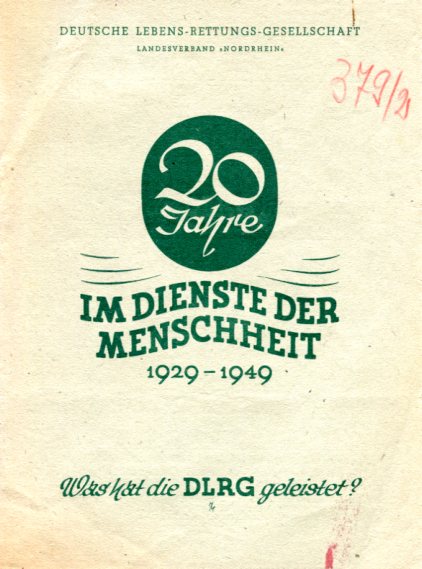 DEUTSCHE LEBENS-RETTUNGS-GESELLSCHAFT
LANDESVERBAND »NORDRHEIN«
379/2
20
Jahre
IM DIENSTE DER
MENSCHHEIT
1929-1949
Was hat die DLRG geleistet?